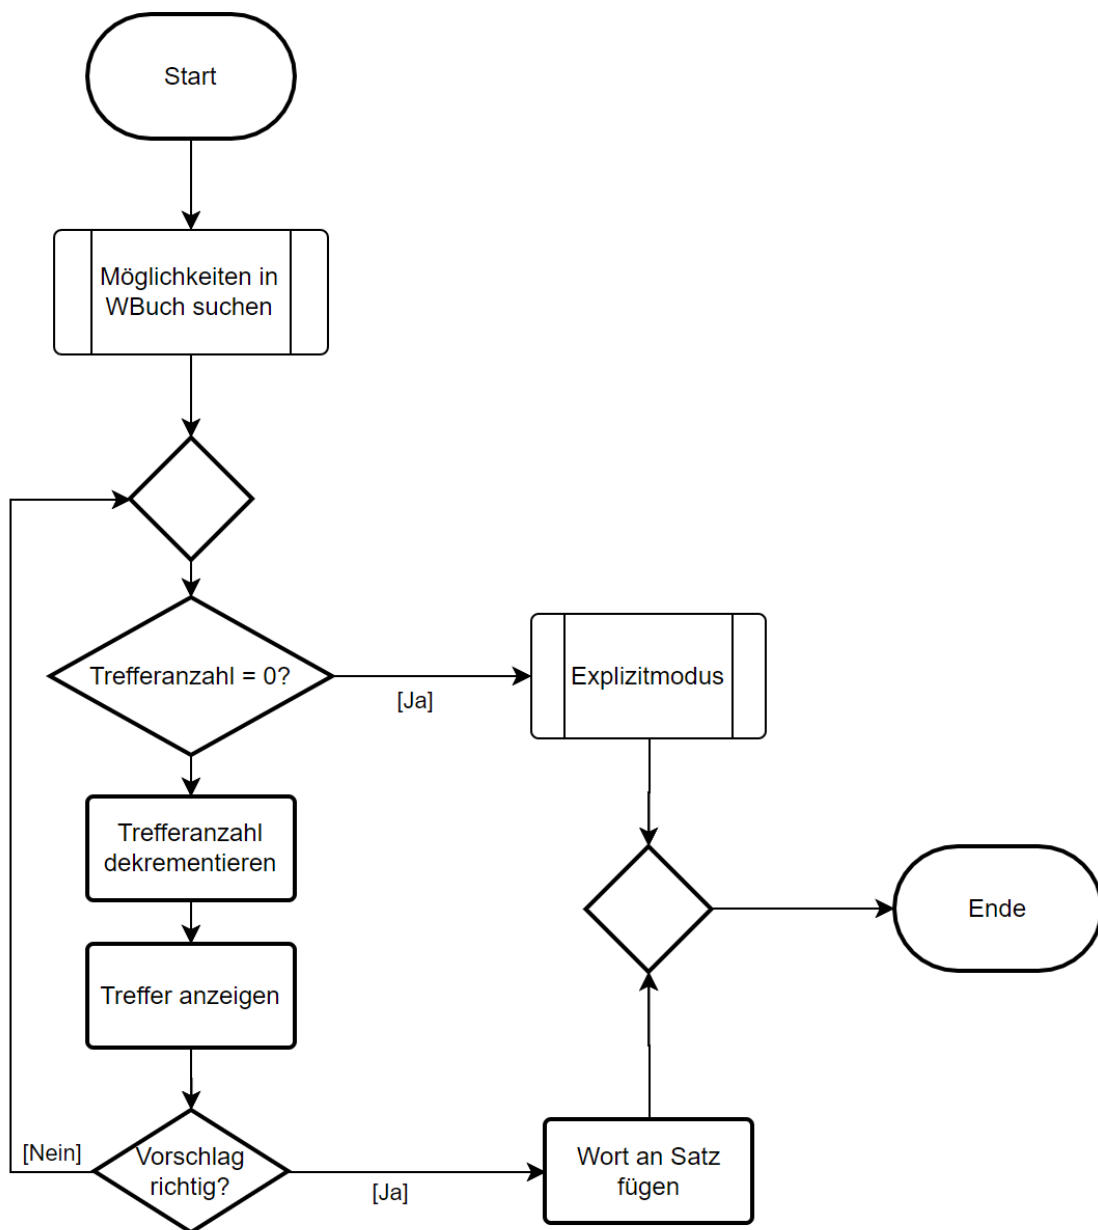 Start
Möglichkeiten in
WBuch suchen
Trefferanzahl = 0?
[Ja]
Explizitmodus
Trefferanzahl
dekrementieren
Ende
Treffer anzeigen
[Nein]
Vorschlag
richtig?
[Ja]
Wort an Satz
fügen